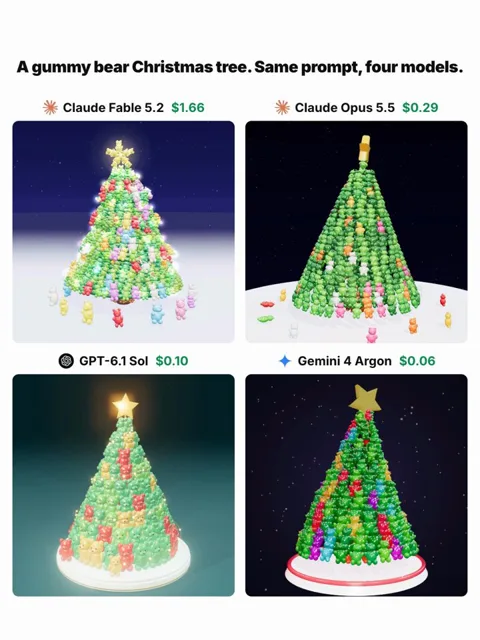 A gummy bear Christmas tree. Same prompt, four models.
Claude Fable 5.2 $1.66
Claude Opus 5.5 $0.29
GPT-6.1 Sol $0.10
Gemini 4 Argon $0.06